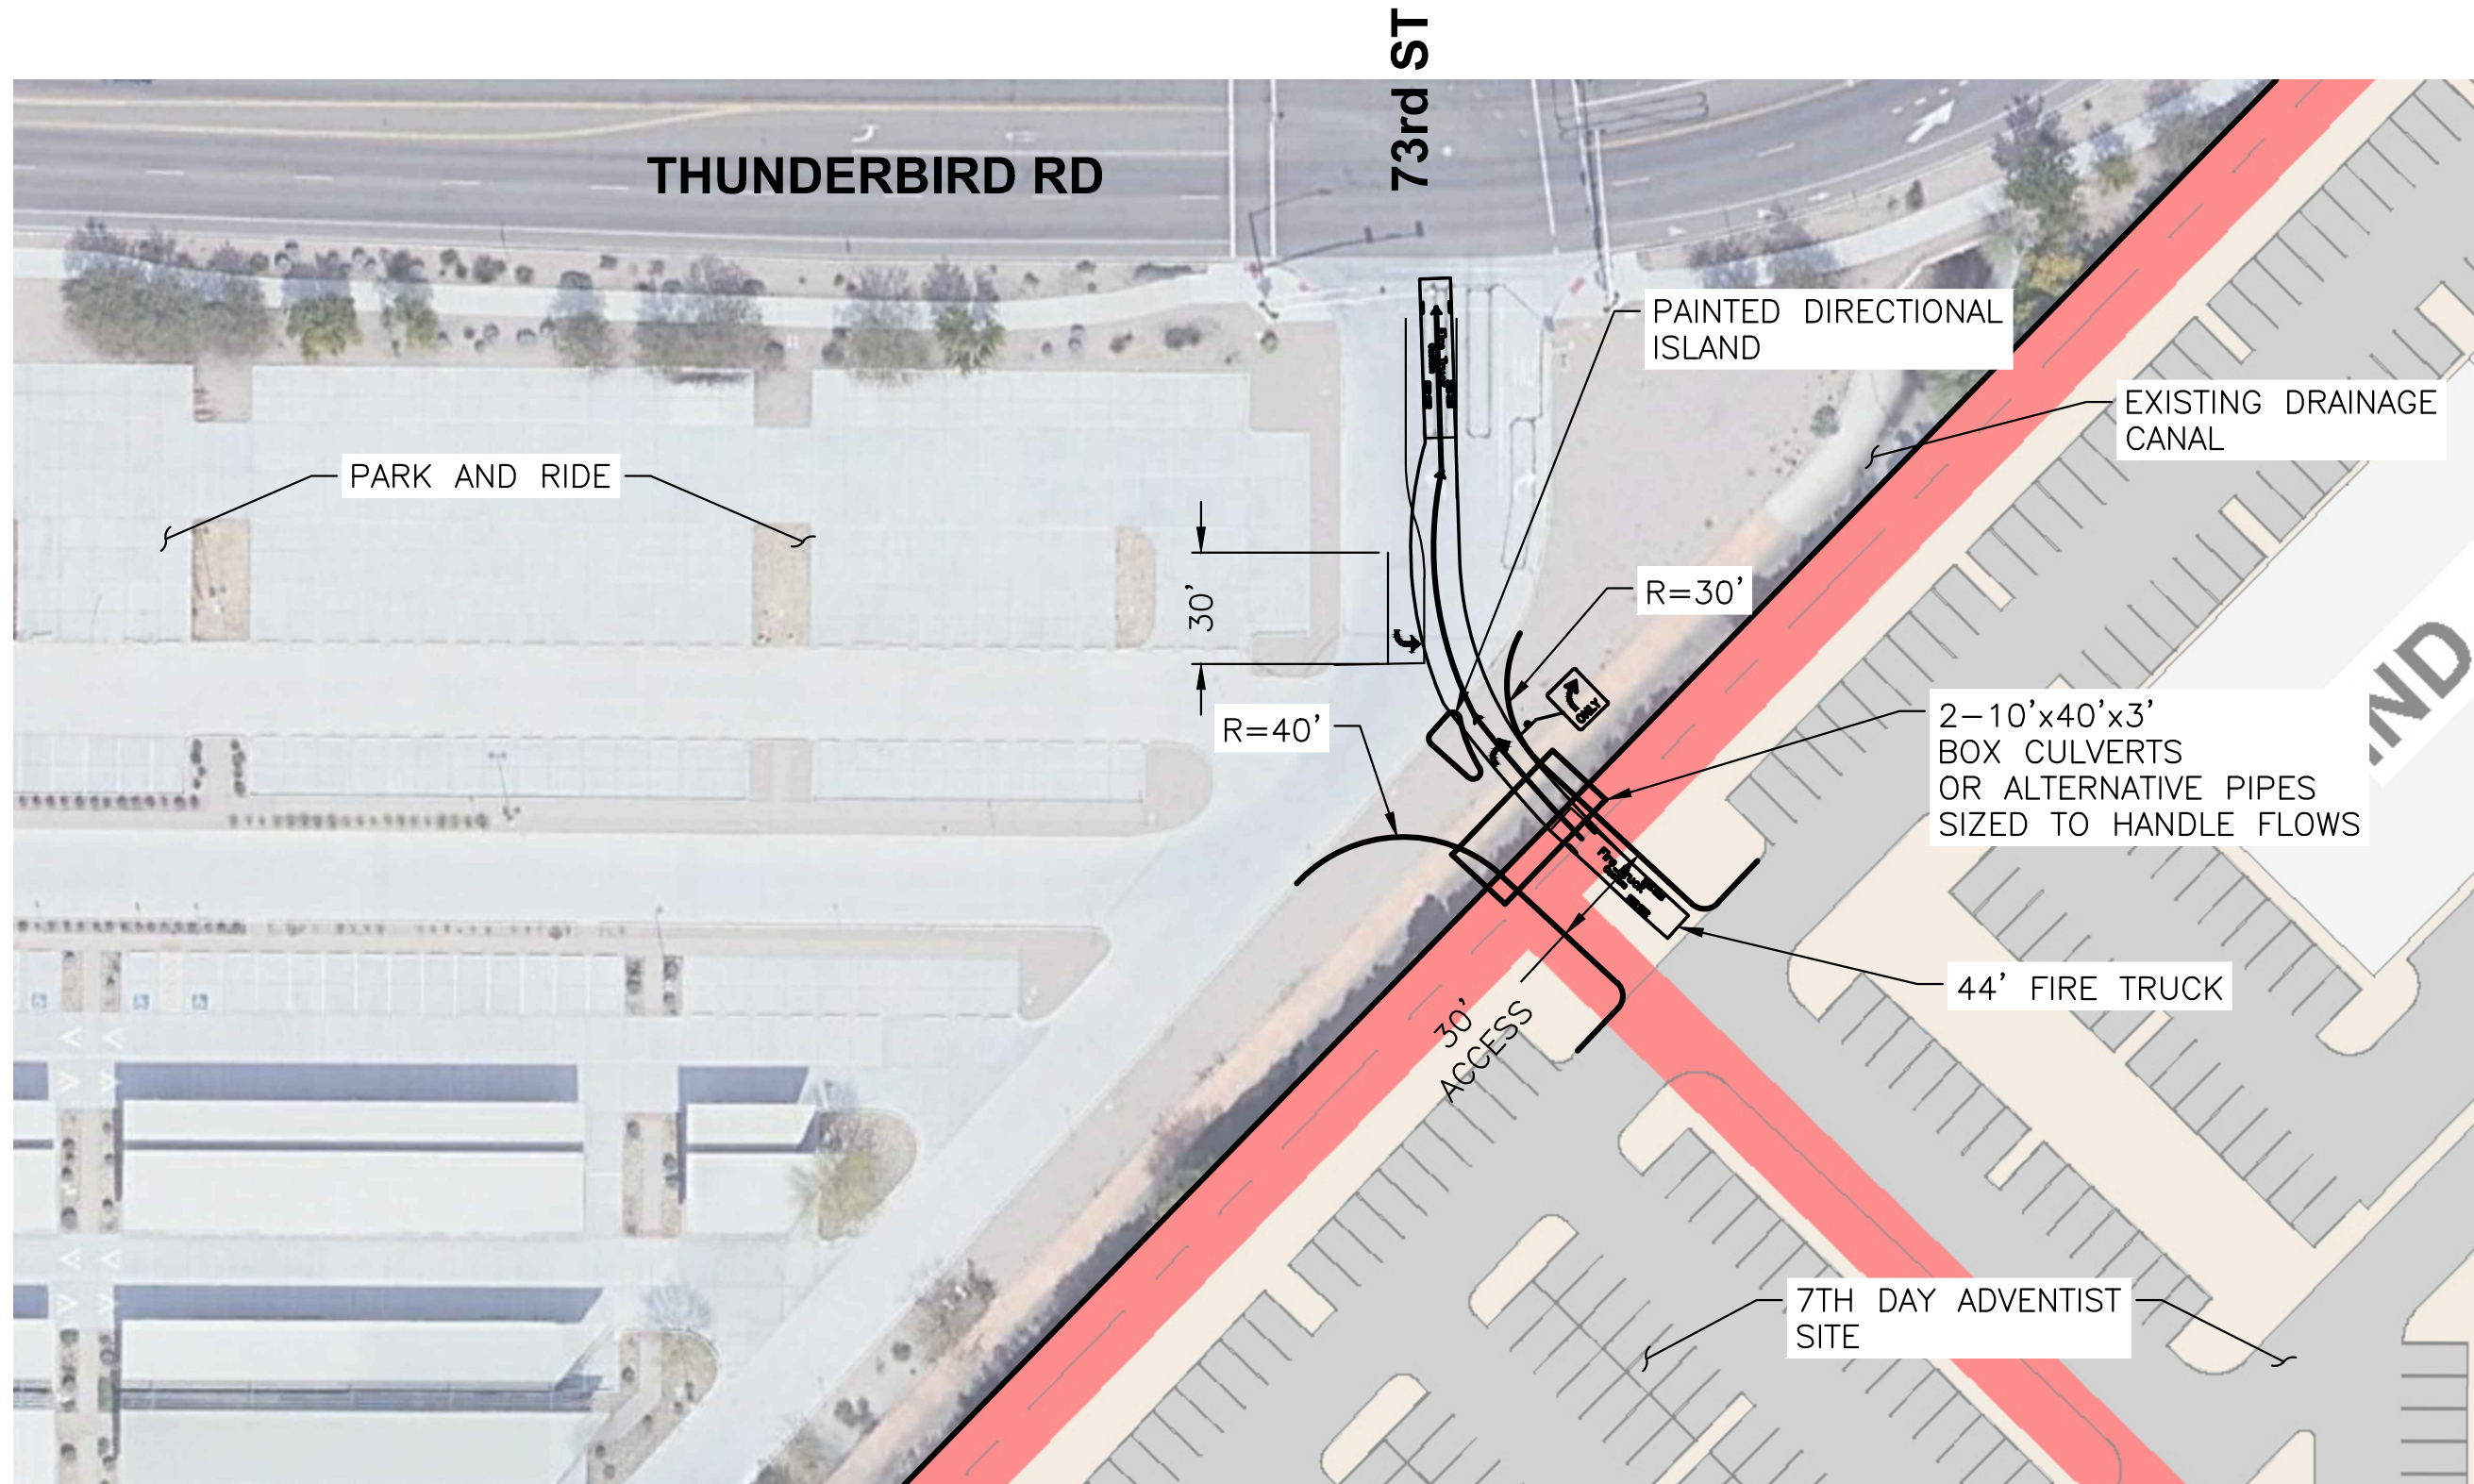 73rd ST
THUNDERBIRD RD
PAINTED DIRECTIONAL
ISLAND
EXISTING DRAINAGE
CANAL
PARK AND RIDE
30'
R=30'
R=40'
ONLY
2-10'x40'x3'
BOX CULVERTS
OR ALTERNATIVE PIPES
SIZED TO HANDLE FLOWS
Fire Truck
44' FIRE TRUCK
30'
ACCESS
7TH DAY ADVENTIST
SITE